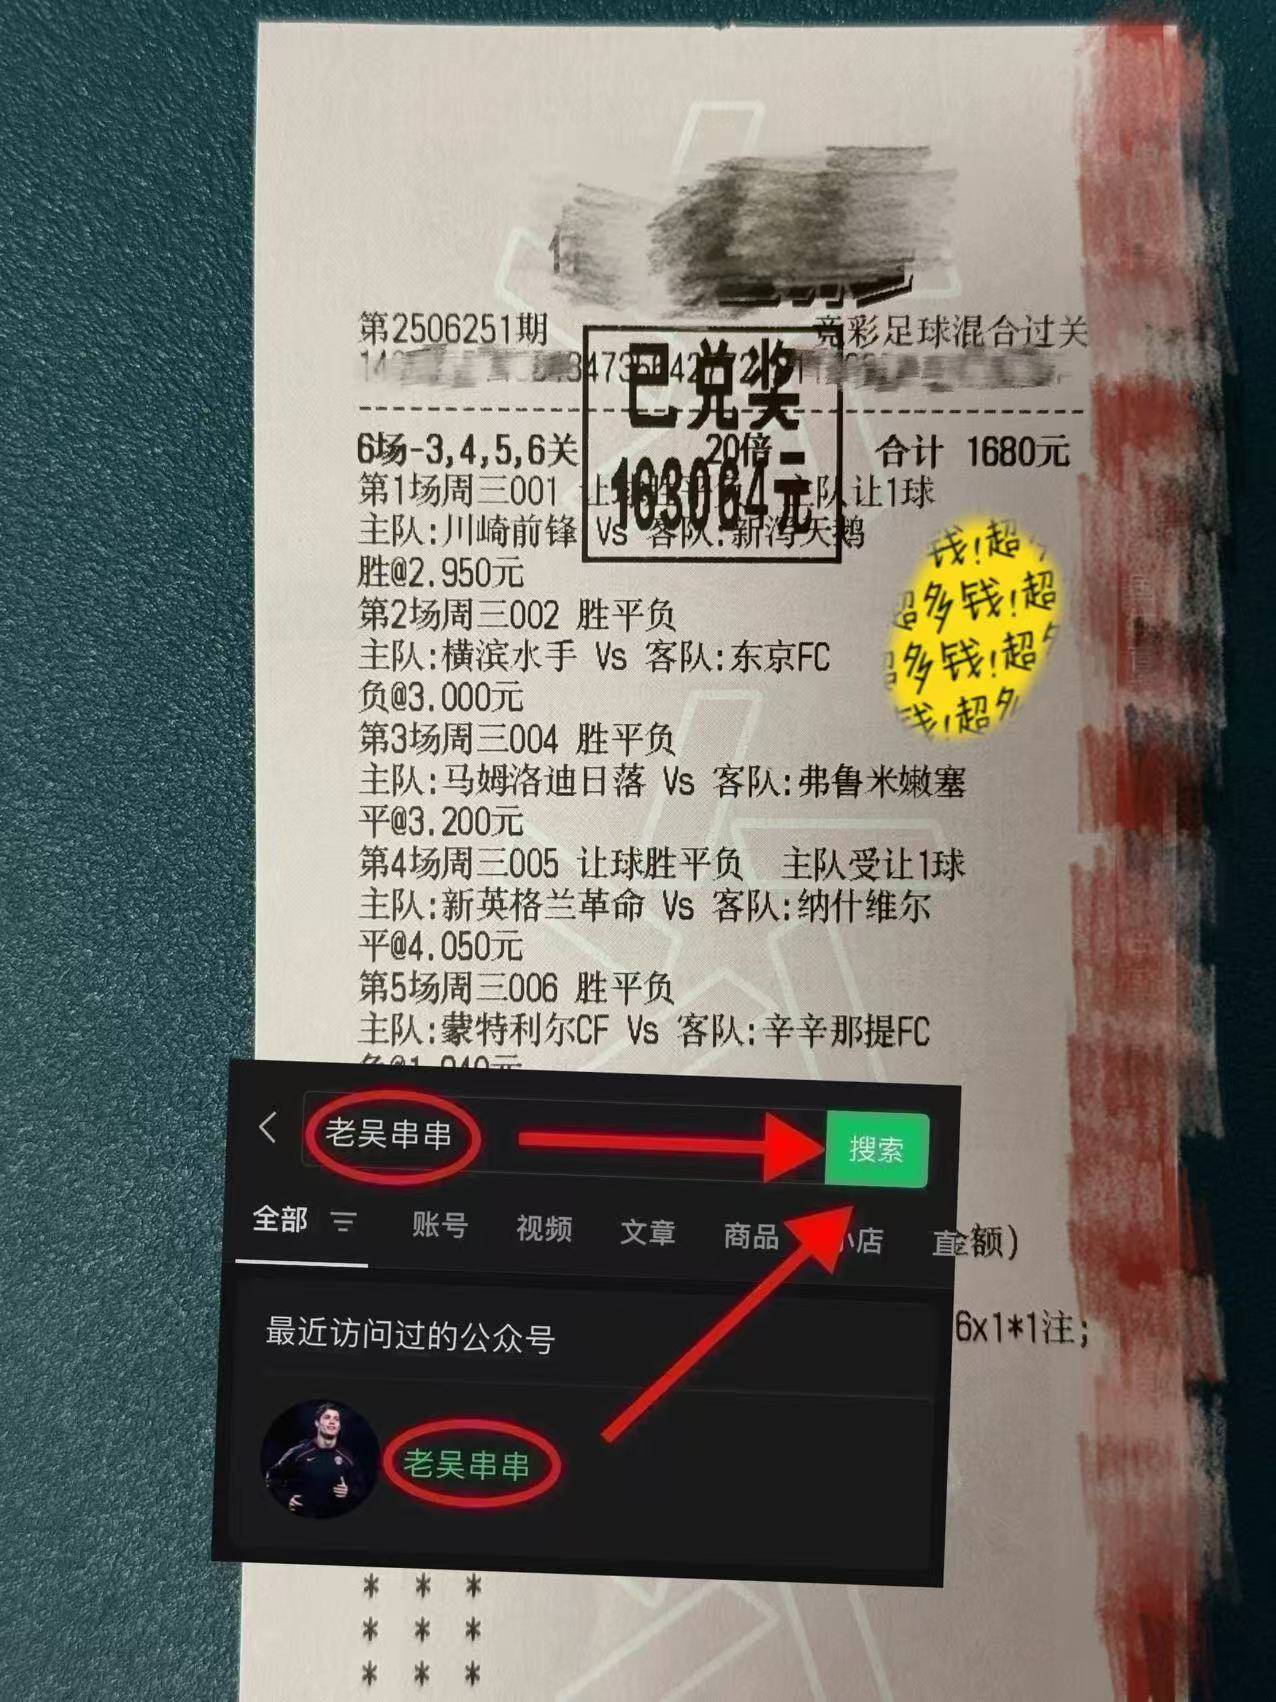 第2506251期
竞彩足球混合过关
已兑奖
163064元
6场-3,4,5,6关 20倍 合计 1680元
第1场周三001 主队让1球
主队:川崎前锋 Vs 客队:新泻天鹅
胜@2.950元
第2场周三002 胜平负
主队:横滨水手 Vs 客队:东京FC
负@3.000元
钱!超
超多钱!超
多钱!超多
钱!超多
第3场周三004 胜平负
主队:马姆洛迪日落 Vs 客队:弗鲁米嫩塞
平@3.200元
第4场周三005 让球胜平负 主队受让1球
主队:新英格兰革命 Vs 客队:纳什维尔
平@4.050元
第5场周三006 胜平负
主队:蒙特利尔CF Vs 客队:辛辛那提FC
老吴串串 搜索
全部 账号 视频 文章 商品 小店 直
金额)
最近访问过的公众号
6x1*1注;
老吴串串
* * *
* * *
* * *